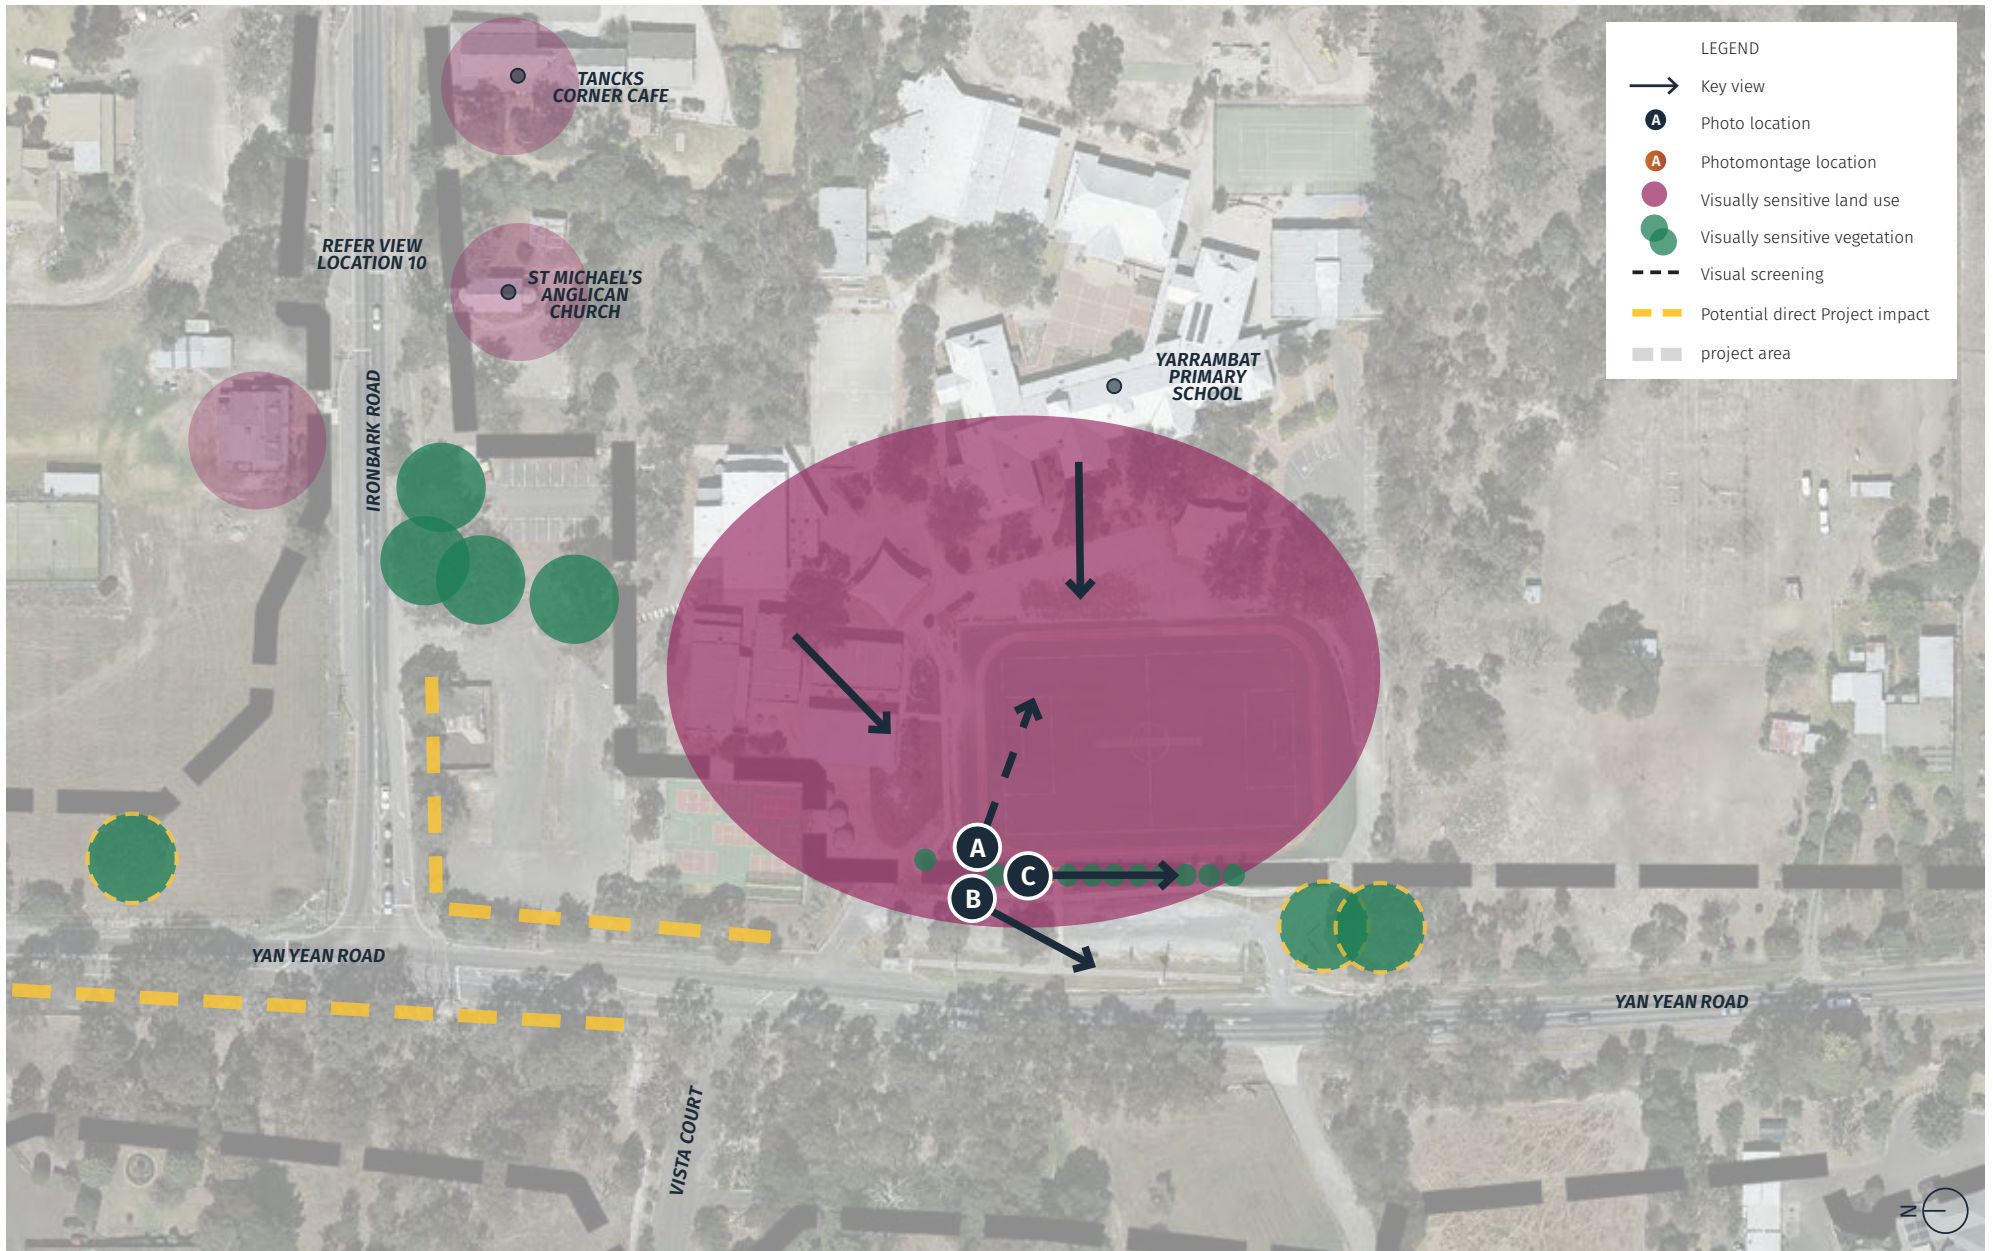 TANCKS
CORNER CAFE
REFER VIEW
LOCATION 10
ST MICHAEL'S
ANGLICAN
CHURCH
YARRAMBAT
PRIMARY
SCHOOL
IRONBARK ROAD
LEGEND
Key view
A Photo location
A Photomontage location
Visually sensitive land use
Visually sensitive vegetation
Visual screening
Potential direct Project impact
project area
A
C
B
YAN YEAN ROAD
YAN YEAN ROAD
VISTA COURT
N